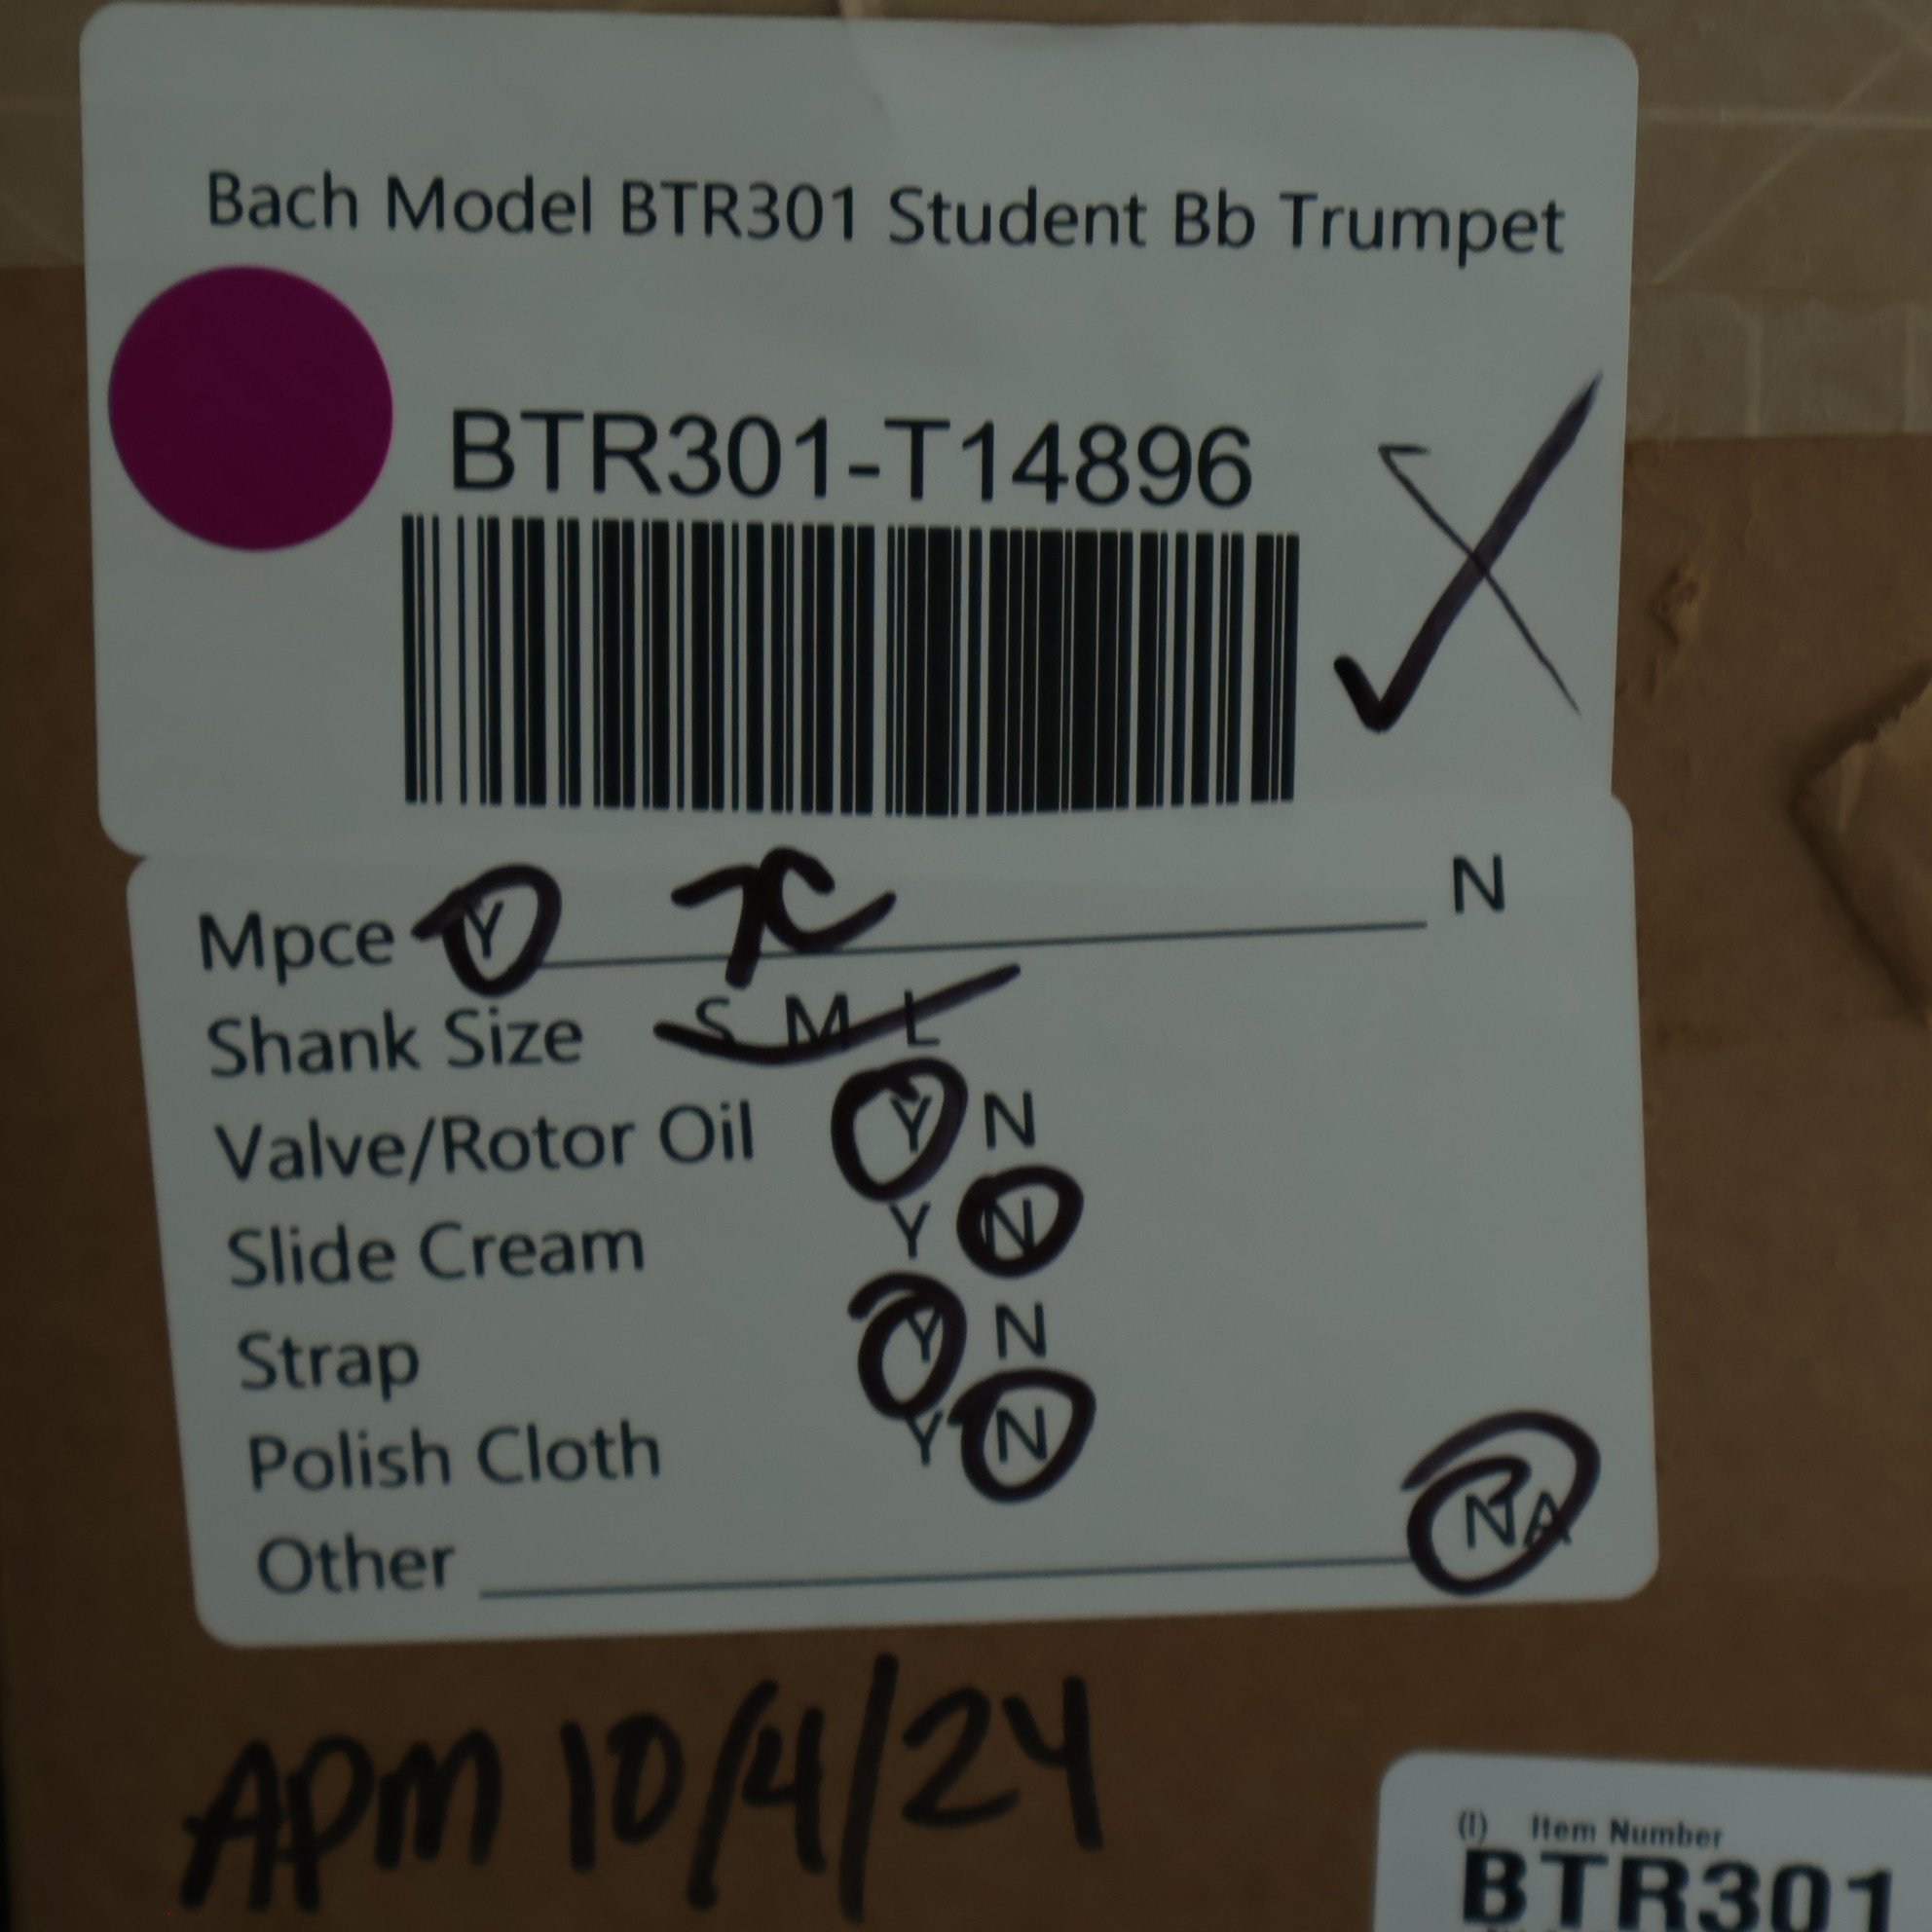 Bach Model BTR301 Student Bb Trumpet
BTR301-T14896
Mpce Y N
Shank Size S M L
Valve/Rotor Oil Y N
Slide Cream Y N
Strap Y N
Polish Cloth Y N
Other NA
APM 10/4/24
(I) Item Number
BTR301